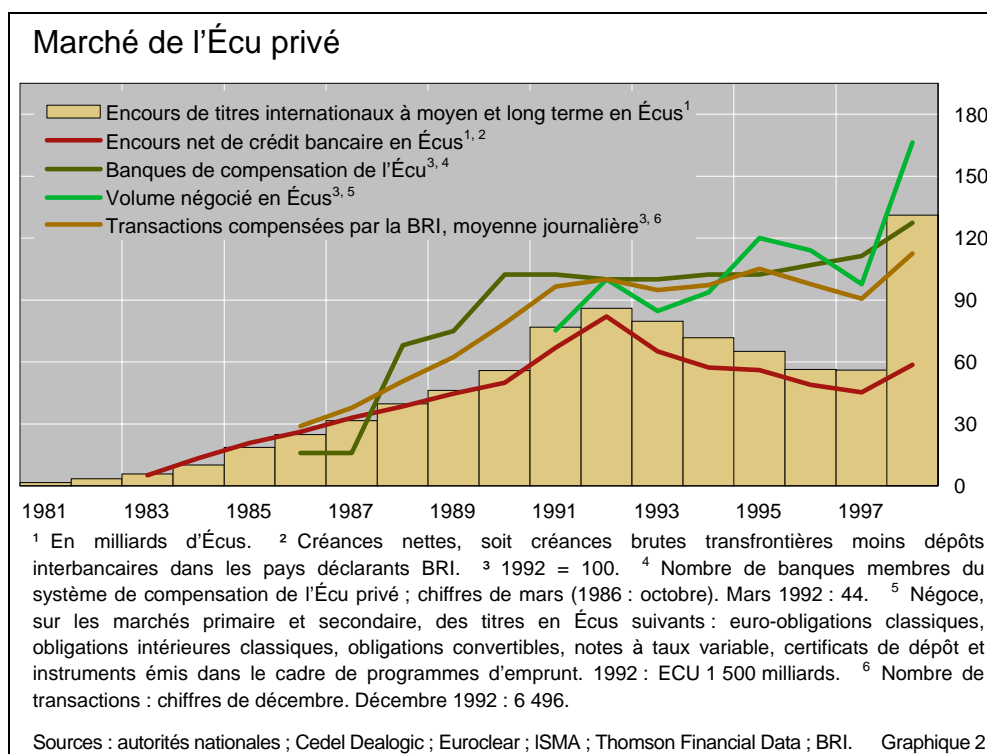 Marché de l'Écu privé
Encours de titres internationaux à moyen et long terme en Écus¹
Encours net de crédit bancaire en Écus¹˒ ²
Banques de compensation de l'Écu³˒ ⁴
Volume négocié en Écus³˒ ⁵
Transactions compensées par la BRI, moyenne journalière³˒ ⁶
180
150
120
90
60
30
0
1981 1983 1985 1987 1989 1991 1993 1995 1997
¹ En milliards d'Écus. ² Créances nettes, soit créances brutes transfrontières moins dépôts
interbancaires dans les pays déclarants BRI. ³ 1992 = 100. ⁴ Nombre de banques membres du
système de compensation de l'Écu privé ; chiffres de mars (1986 : octobre). Mars 1992 : 44. ⁵ Négoce,
sur les marchés primaire et secondaire, des titres en Écus suivants : euro-obligations classiques,
obligations intérieures classiques, obligations convertibles, notes à taux variable, certificats de dépôt et
instruments émis dans le cadre de programmes d'emprunt. 1992 : ECU 1 500 milliards. ⁶ Nombre de
transactions : chiffres de décembre. Décembre 1992 : 6 496.
Sources : autorités nationales ; Cedel Dealogic ; Euroclear ; ISMA ; Thomson Financial Data ; BRI. Graphique 2